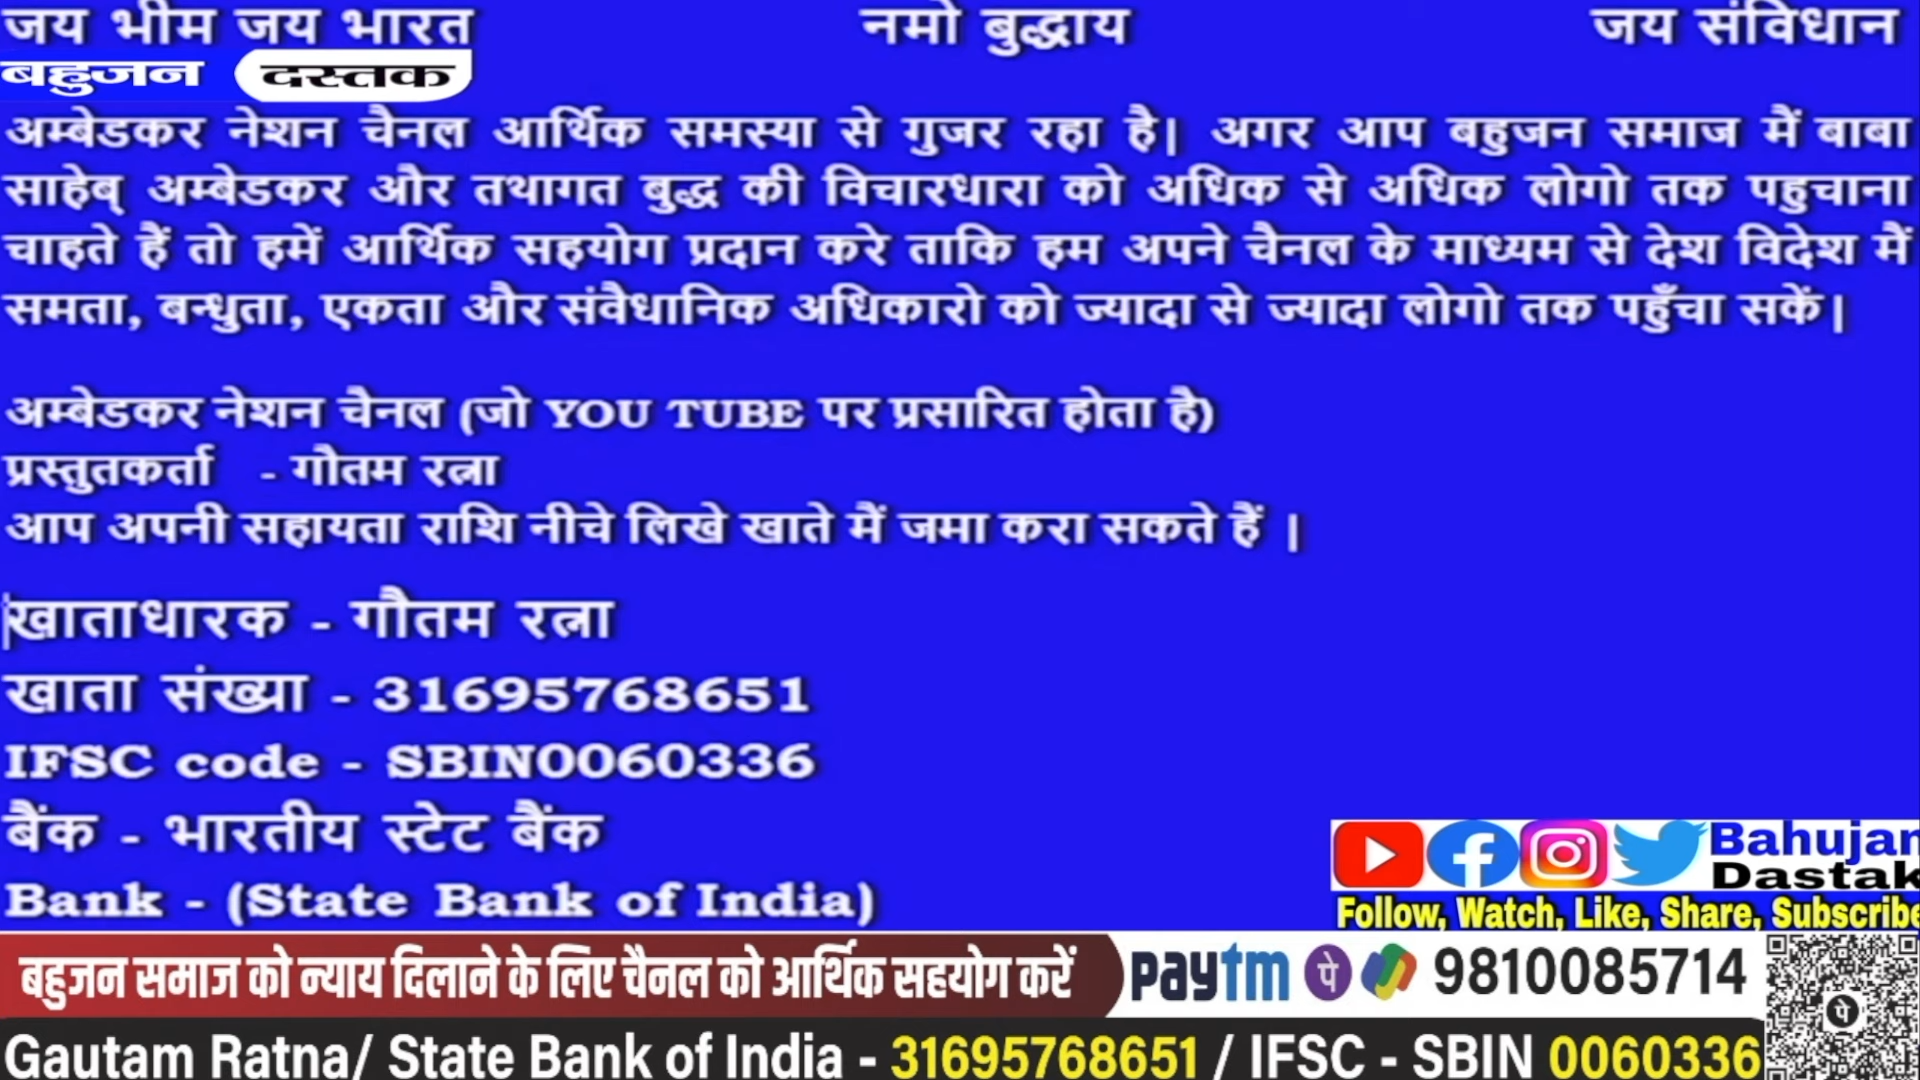 जय भीम जय भारत नमो बुद्धाय जय संविधान
बहुजन दस्तक
अम्बेडकर नेशन चैनल आर्थिक समस्या से गुजर रहा है| अगर आप बहुजन समाज मैं बाबा
साहेब् अम्बेडकर और तथागत बुद्ध की विचारधारा को अधिक से अधिक लोगो तक पहुचाना
चाहते हैं तो हमें आर्थिक सहयोग प्रदान करे ताकि हम अपने चैनल के माध्यम से देश विदेश मैं
समता, बन्धुता, एकता और संवैधानिक अधिकारो को ज्यादा से ज्यादा लोगो तक पहुँचा सकें|
अम्बेडकर नेशन चैनल (जो YOU TUBE पर प्रसारित होता है)
प्रस्तुतकर्ता - गौतम रत्ना
आप अपनी सहायता राशि नीचे लिखे खाते मैं जमा करा सकते हैं |
खाताधारक - गौतम रत्ना
खाता संख्या - 31695768651
IFSC code - SBIN0060336
बैंक - भारतीय स्टेट बैंक
Bank - (State Bank of India)
Bahujan
Dastak
Follow, Watch, Like, Share, Subscribe
बहुजन समाज को न्याय दिलाने के लिए चैनल को आर्थिक सहयोग करें paytm पे 9810085714
Gautam Ratna/ State Bank of India - 31695768651 / IFSC - SBIN 0060336